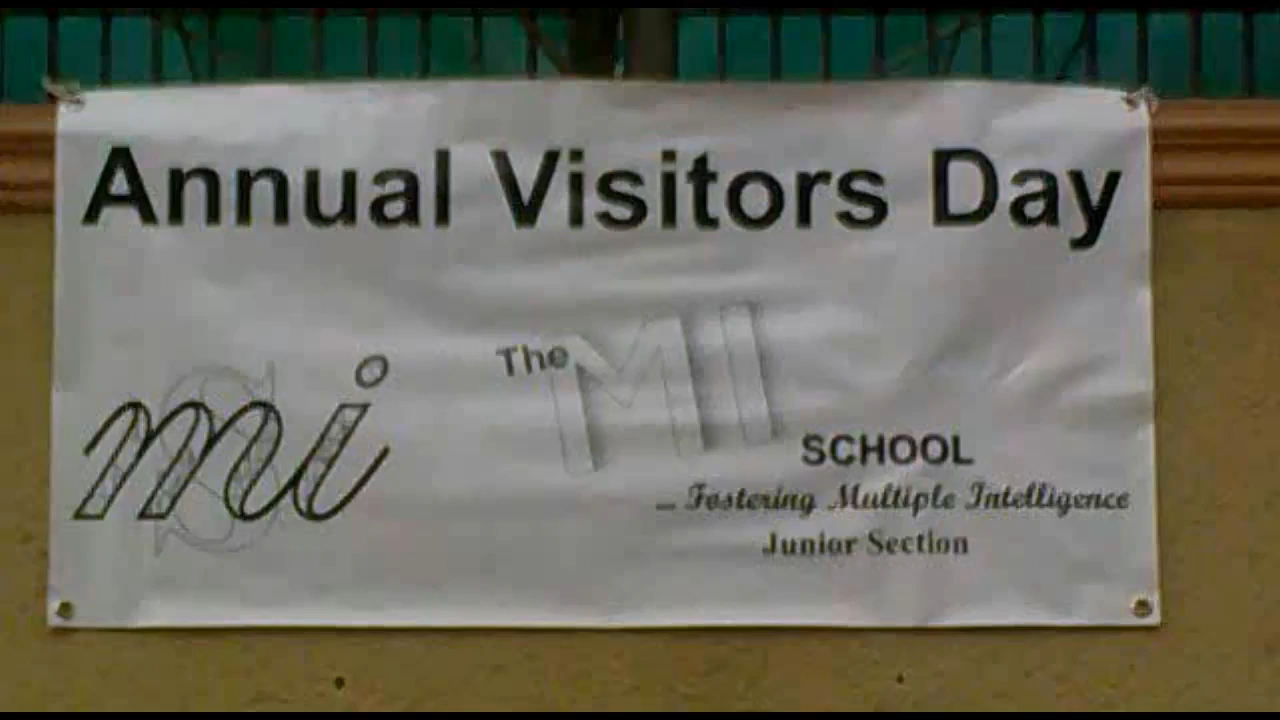 Annual Visitors Day
mi
The MI
SCHOOL
... Fostering Multiple Intelligence
Junior Section